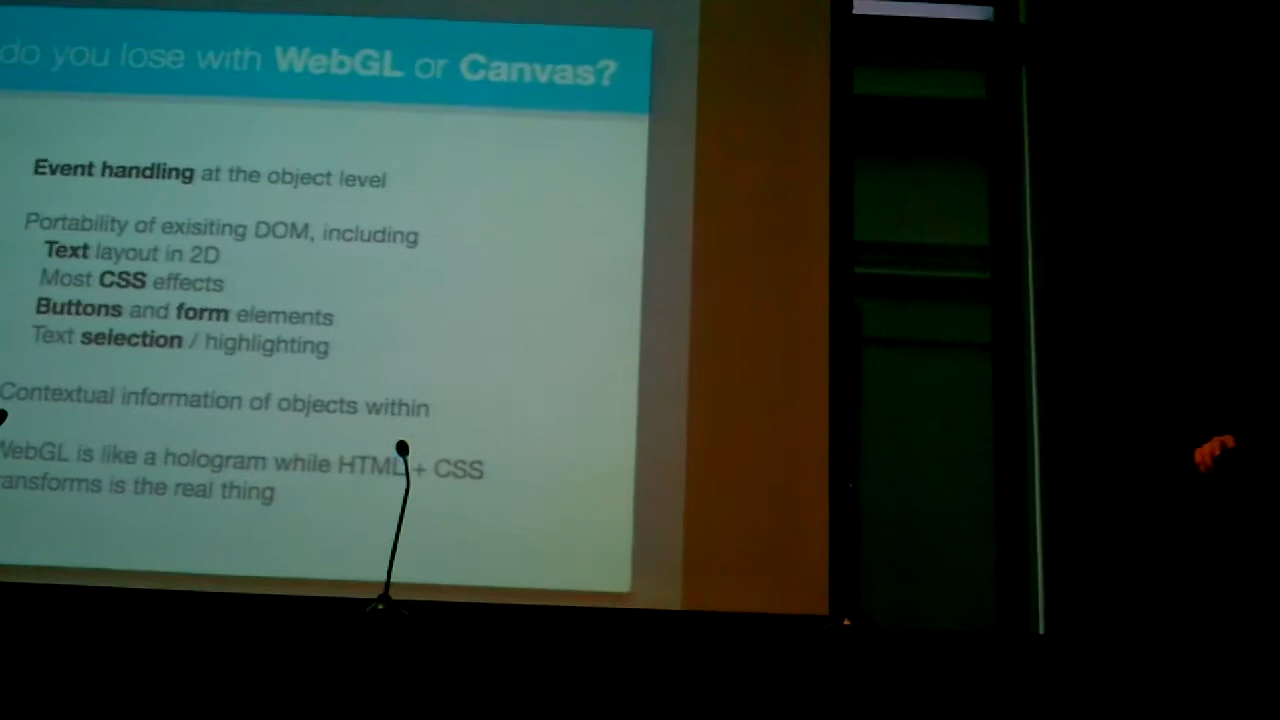 do you lose with WebGL or Canvas?
Event handling at the object level
Portability of exisiting DOM, including
Text layout in 2D
Most CSS effects
Buttons and form elements
Text selection / highlighting
Contextual information of objects within
WebGL is like a hologram while HTML + CSS
ansforms is the real thing